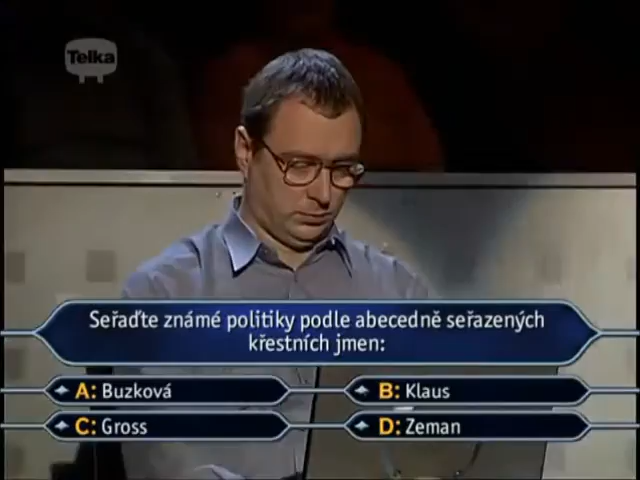 Telka
Seřaďte známé politiky podle abecedně seřazených
křestních jmen:
A: Buzková
B: Klaus
C: Gross
D: Zeman